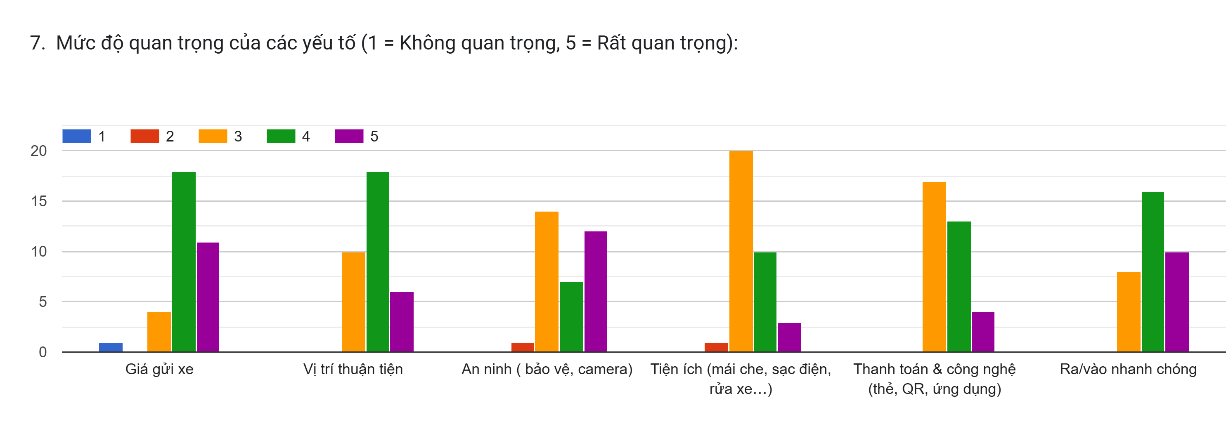 7. Mức độ quan trọng của các yếu tố (1 = Không quan trọng, 5 = Rất quan trọng):
1 2 3 4 5
20
15
10
5
0
Giá gửi xe Vị trí thuận tiện An ninh ( bảo vệ, camera) Tiện ích (mái che, sạc điện, Thanh toán & công nghệ Ra/vào nhanh chóng
rửa xe...) (thẻ, QR, ứng dụng)